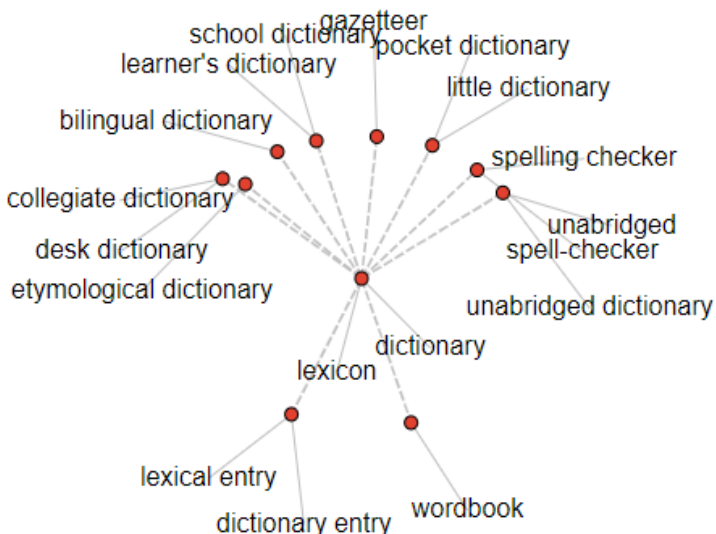 gazetteer
school dictionary
pocket dictionary
learner's dictionary
little dictionary
bilingual dictionary
spelling checker
collegiate dictionary
unabridged
desk dictionary
spell-checker
etymological dictionary
unabridged dictionary
dictionary
lexicon
lexical entry
wordbook
dictionary entry